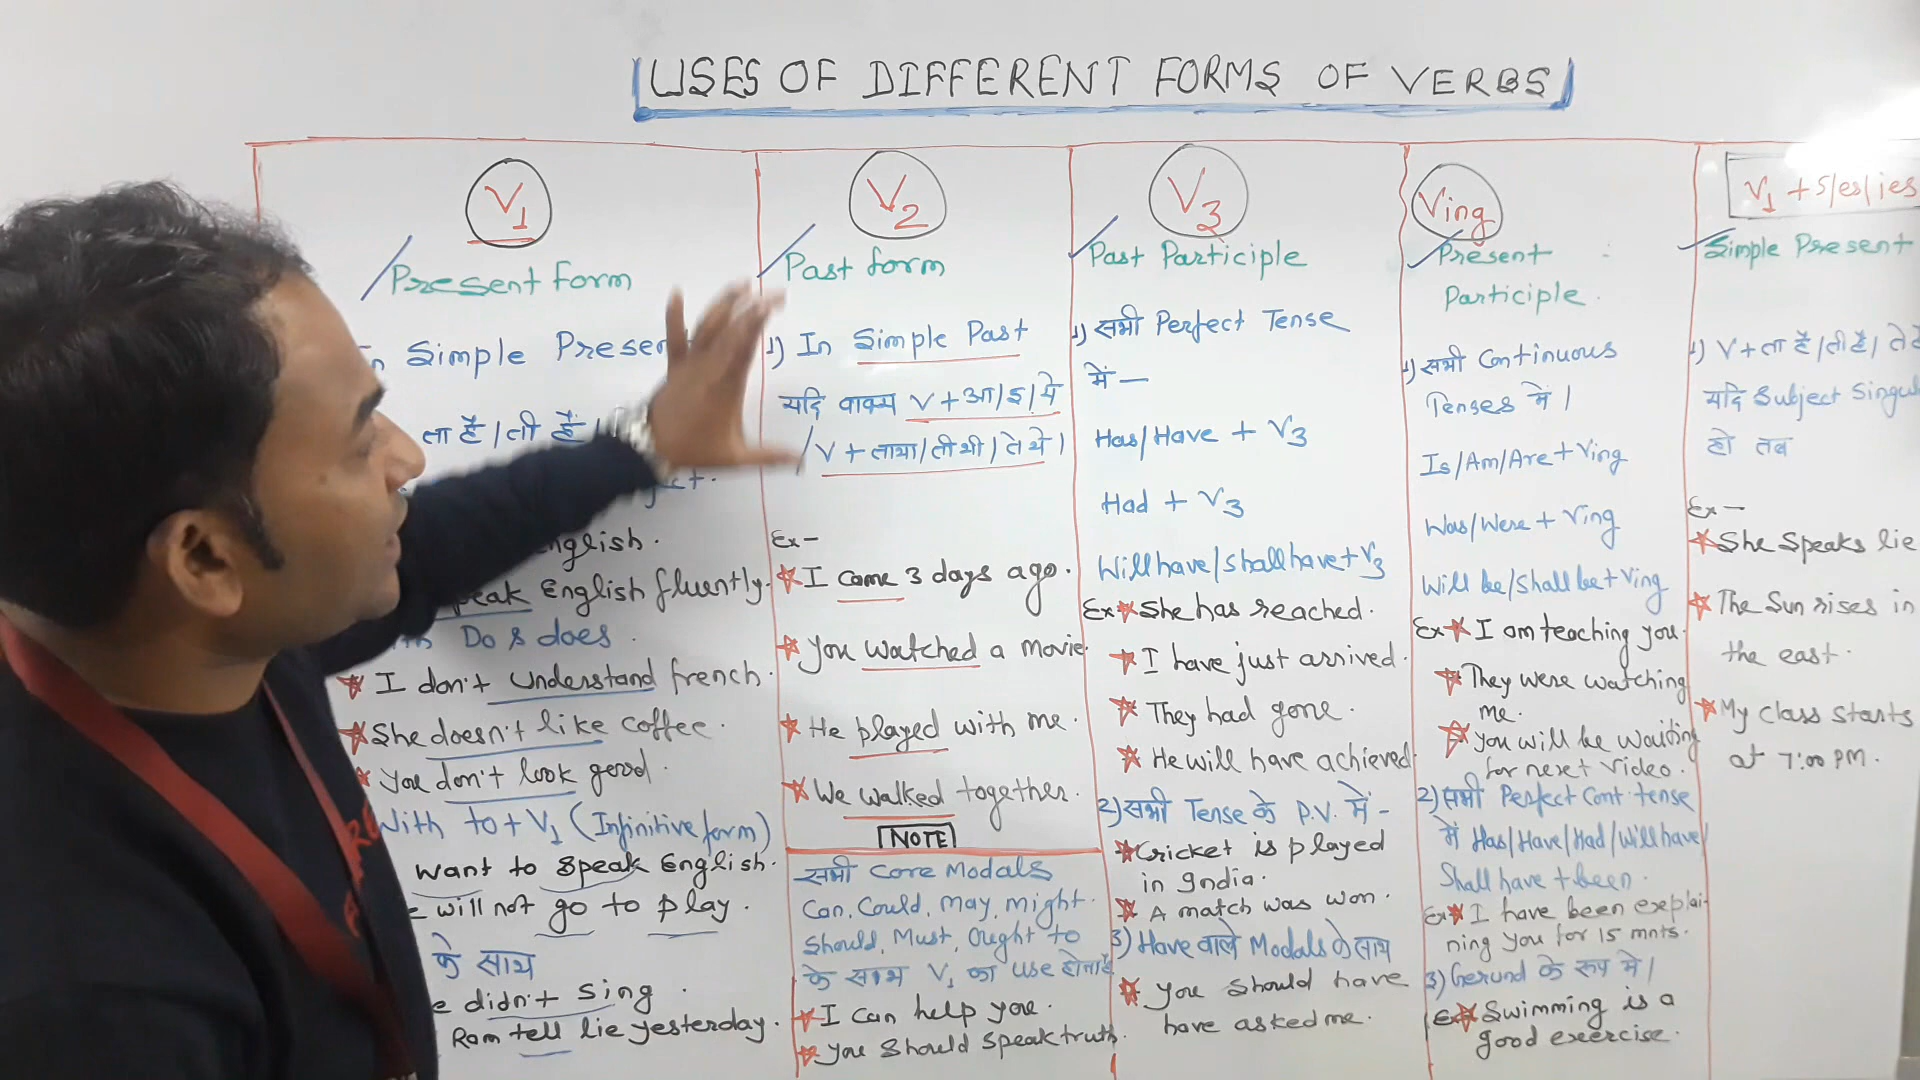 USES OF DIFFERENT FORMS OF VERBS
V1
Present form
In Simple Present
ता है/ती है/
ject.
nglish.
peak English fluently.
Do & does.
I don't understand french.
She doesn't like coffee.
You don't look good.
With to + V1 (Infinitive form)
want to speak English.
will not go to play.
के साथ
e didn't sing.
Ram tell lie yesterday.
V2
Past form
1) In Simple Past
यदि वाक्य V + आ/इ/ये
/V + ताथा/तीथी/ते थे।
Ex-
I came 3 days ago.
You watched a movie.
He played with me.
We walked together.
NOTE
सभी Core Modals
Can, Could, May, might.
Should, Must, Ought to
के साथ V1 का use होता है
I can help you.
You should speak truth.
V3
Past Participle
1) सभी Perfect Tense
में —
Has/Have + V3
Had + V3
Will have/Shall have + V3
Ex She has reached.
I have just arrived.
They had gone.
He will have achieved
2) सभी Tense के P.V. में -
Cricket is played
in India.
A match was won.
3) Have वाले Modals के साथ
You should have
have asked me.
Ving
Present
Participle.
1) सभी Continuous
Tenses में।
Is/Am/Are + Ving
Was/Were + Ving
Will be/Shall be + Ving
Ex I am teaching you.
They were watching
me.
You will be waiting
for next video.
2) सभी Perfect Cont. tense
में Has/Have/Had/Will have/
Shall have + been.
Ex I have been explai-
ning you for 15 mnts.
3) Gerund के रूप में।
Ex Swimming is a
good exercise.
V1 + s/es/ies
Simple Present
1) V + ता है/ती है/ ते है
यदि Subject Singul
हो तब
Ex —
She Speaks lie
The Sun rises in
the east.
My class starts
at 7:00 PM.